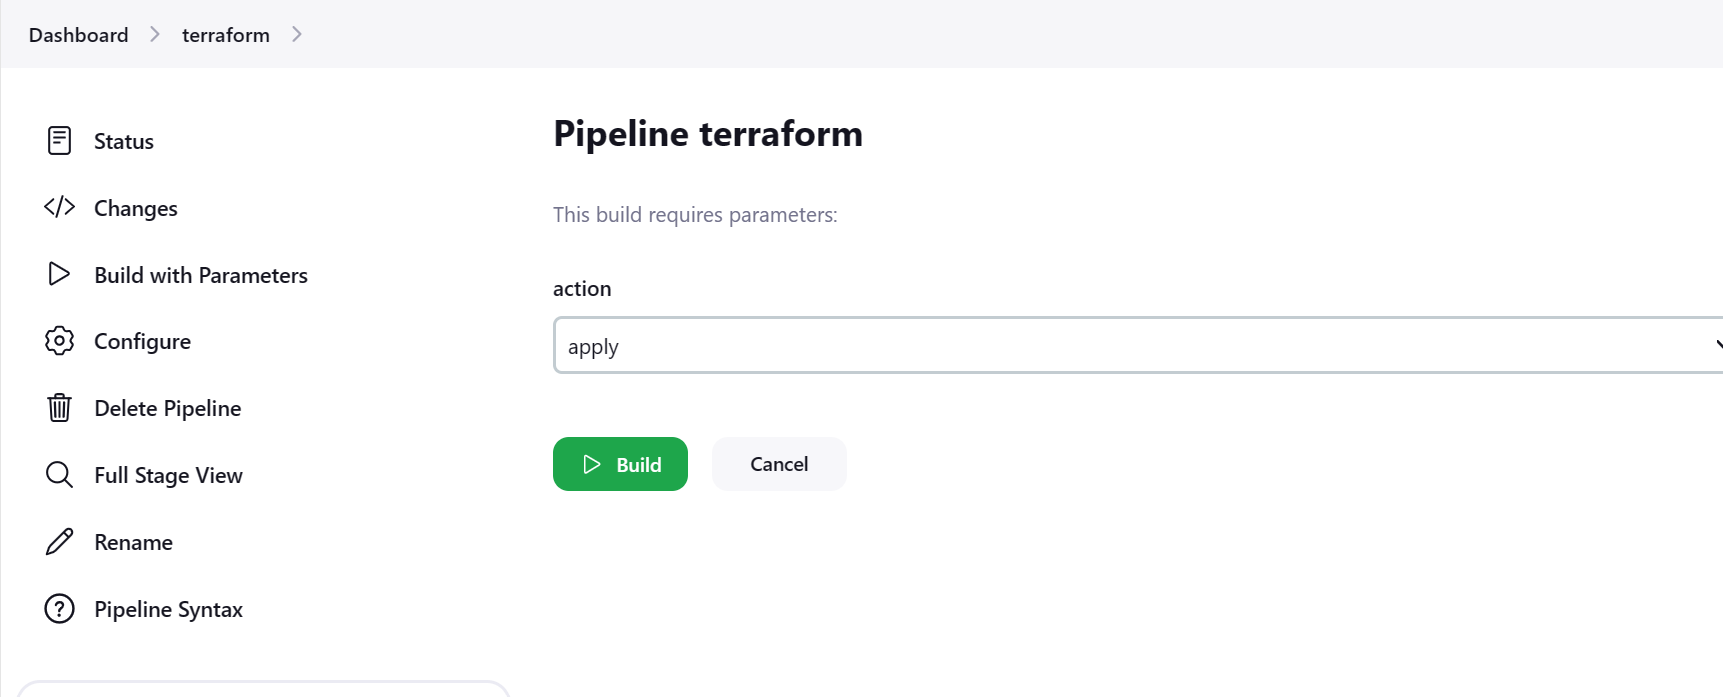 Dashboard
terraform
Status
Changes
Build with Parameters
Configure
Delete Pipeline
Full Stage View
Rename
Pipeline Syntax
Pipeline terraform
This build requires parameters:
action
apply
Build
Cancel